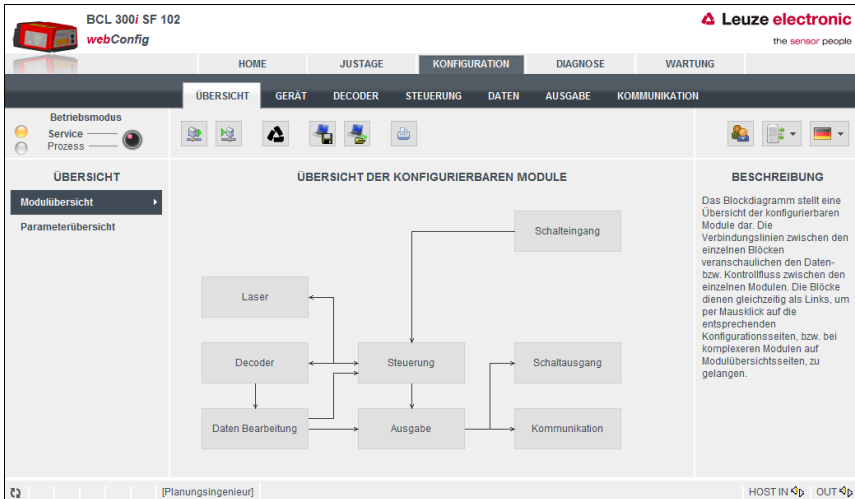 BCL 300i SF 102
webConfig
Leuze electronic
the sensor people
HOME JUSTAGE KONFIGURATION DIAGNOSE WARTUNG
ÜBERSICHT GERÄT DECODER STEUERUNG DATEN AUSGABE KOMMUNIKATION
Betriebsmodus
Service
Prozess
ÜBERSICHT
Modulübersicht
Parameterübersicht
ÜBERSICHT DER KONFIGURIERBAREN MODULE
Schalteingang
Laser
Decoder
Steuerung
Schaltausgang
Daten Bearbeitung
Ausgabe
Kommunikation
BESCHREIBUNG
Das Blockdiagramm stellt eine
Übersicht der konfigurierbaren
Module dar. Die
Verbindungslinien zwischen den
einzelnen Blöcken
veranschaulichen den Daten-
bzw. Kontrollfluss zwischen den
einzelnen Modulen. Die Blöcke
dienen gleichzeitig als Links, um
per Mausklick auf die
entsprechenden
Konfigurationsseiten, bzw. bei
komplexeren Modulen auf
Modulübersichtsseiten, zu
gelangen.
[Planungsingenieur]
HOST IN OUT